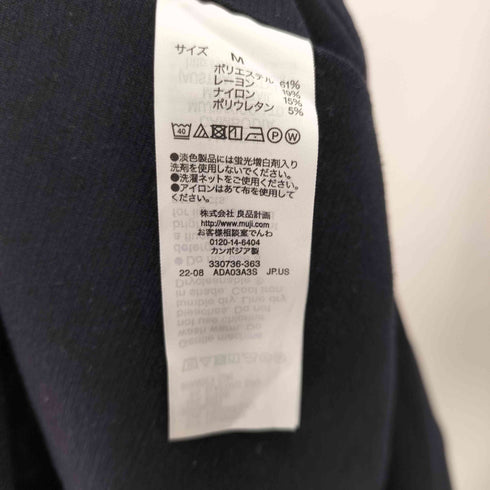 サイズ M
ポリエステル 61%
レーヨン 19%
ナイロン 15%
ポリウレタン 5%
40 P W
●淡色製品には蛍光増白剤入り
洗剤を使用しないでください。
●洗濯ネットをご使用ください。
●アイロンはあて布を使用して
ください。
株式会社 良品計画
http://www.muji.com
お客様相談室でんわ
0120-14-6404
カンボジア製
330736-363
22-08 ADA03A3S JP.US